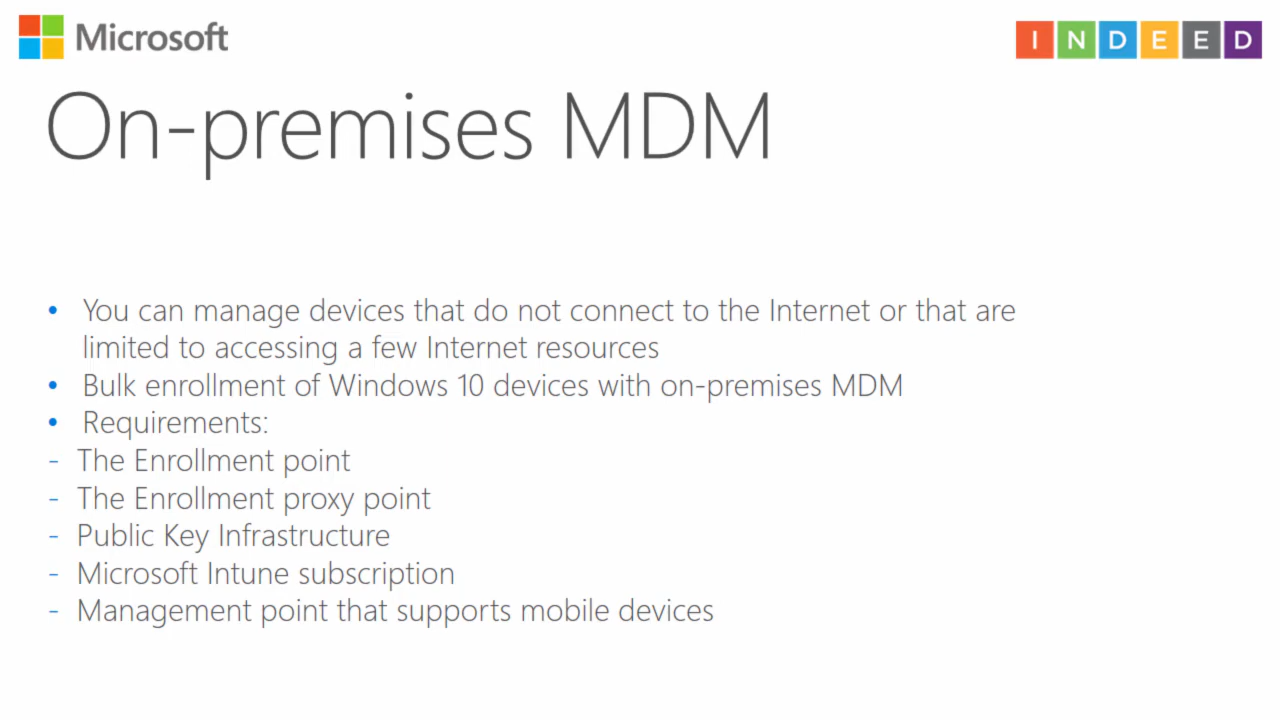 Microsoft
INDEED
On-premises MDM
• You can manage devices that do not connect to the Internet or that are
limited to accessing a few Internet resources
• Bulk enrollment of Windows 10 devices with on-premises MDM
• Requirements:
- The Enrollment point
- The Enrollment proxy point
- Public Key Infrastructure
- Microsoft Intune subscription
- Management point that supports mobile devices